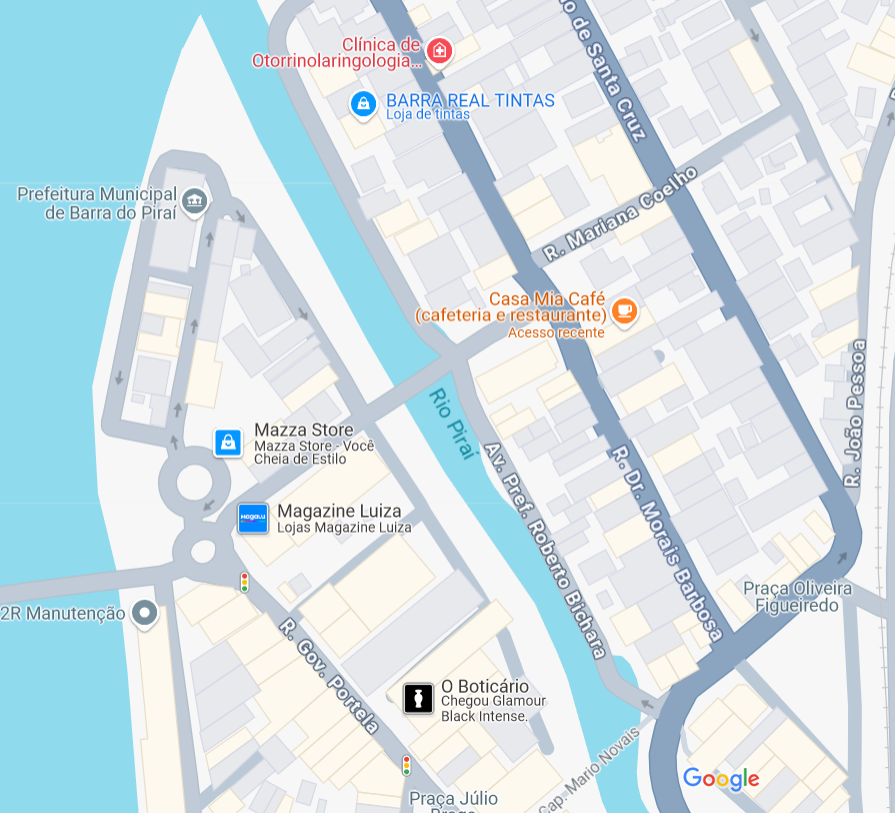 Clínica de
Otorrinolaringologia...
BARRA REAL TINTAS
Loja de tintas
o de Santa Cruz
Prefeitura Municipal
de Barra do Piraí
R. Mariana Coelho
Casa Mia Café
(cafeteria e restaurante)
Acesso recente
Rio Piraí
R. João Pessoa
Mazza Store
Mazza Store - Você
Cheia de Estilo
Av. Pref. Roberto Bichara
R. Dr. Morais Barbosa
Magalu
Magazine Luiza
Lojas Magazine Luiza
Praça Oliveira
Figueiredo
2R Manutenção
R. Gov. Portela
O Boticário
Chegou Glamour
Black Intense.
Cap. Mario Novais
Google
Praça Júlio
Braga